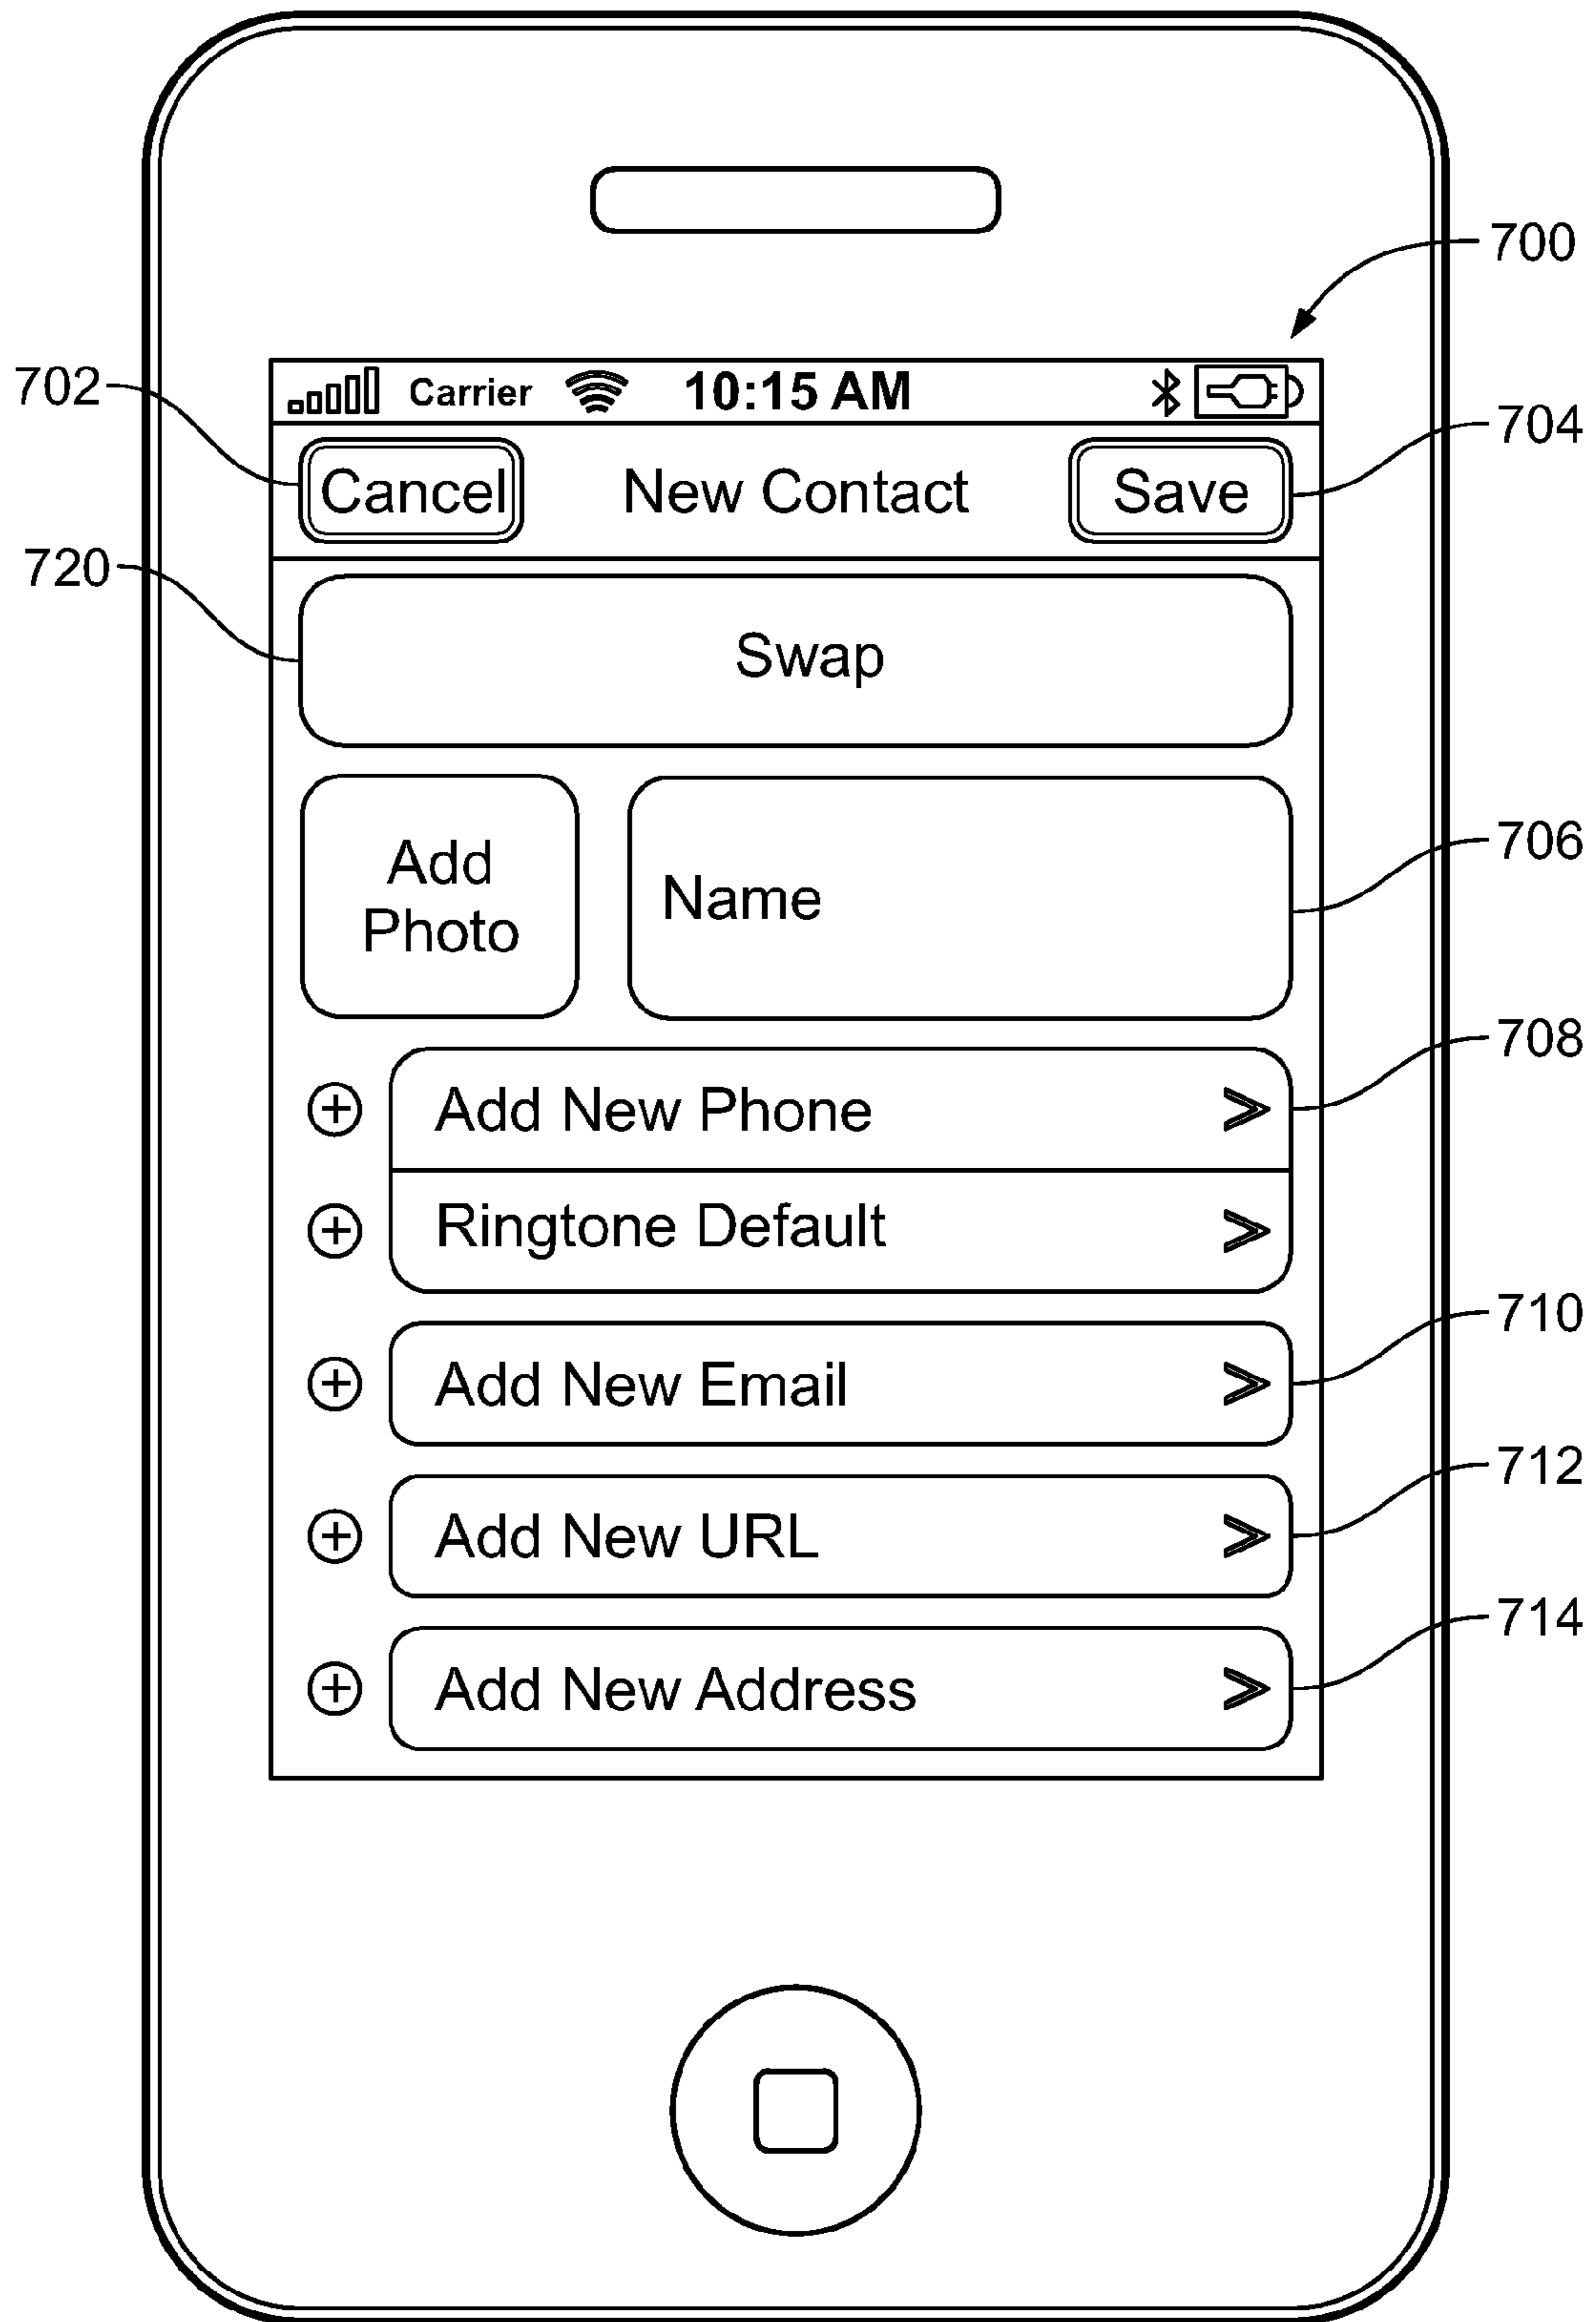 700
702
Carrier 10:15 AM
704
Cancel New Contact Save
720
Swap
706
Add
Photo
Name
708
Add New Phone
Ringtone Default
710
Add New Email
712
Add New URL
714
Add New Address